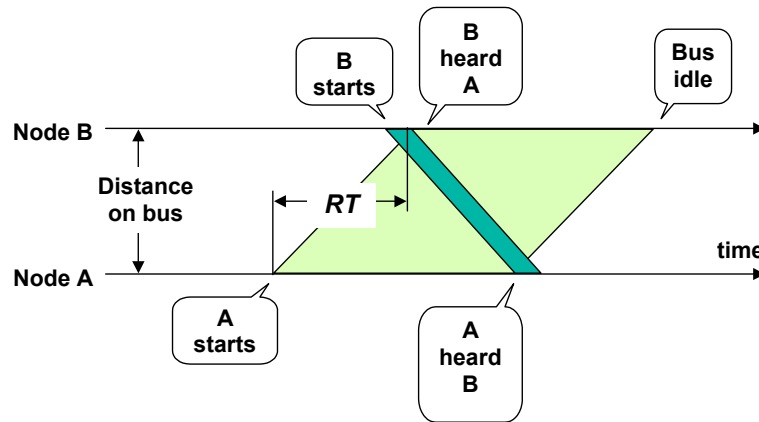 B
starts
B
heard
A
Bus
idle
Node B
Distance
on bus
RT
time
Node A
A
starts
A
heard
B